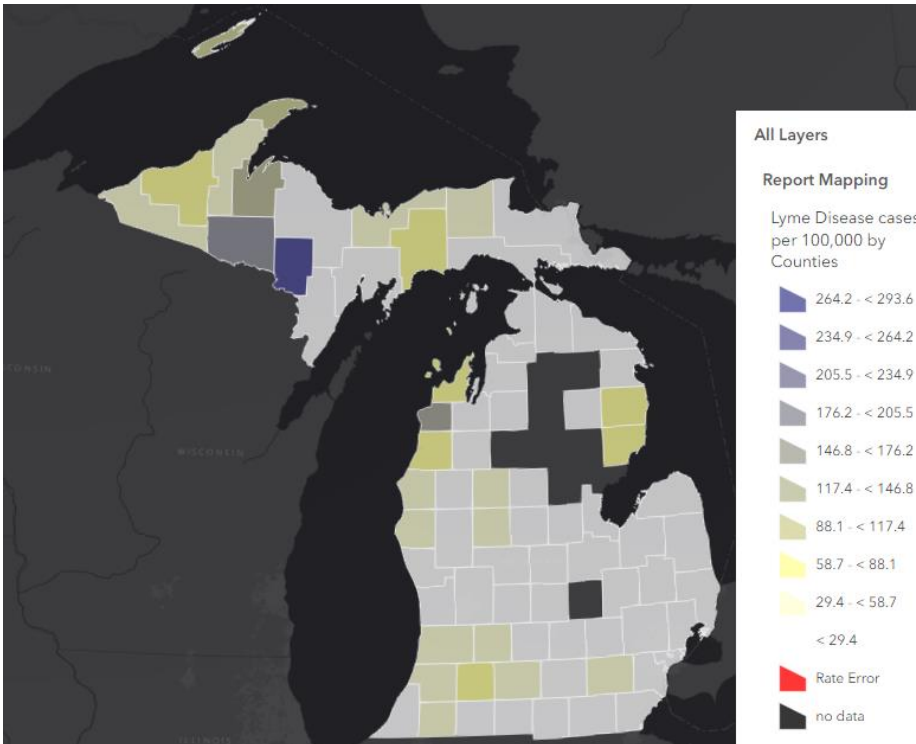 All Layers
Report Mapping
Lyme Disease cases
per 100,000 by
Counties
264.2 - < 293.6
234.9 - < 264.2
205.5 - < 234.9
176.2 - < 205.5
146.8 - < 176.2
117.4 - < 146.8
88.1 - < 117.4
58.7 - < 88.1
29.4 - < 58.7
< 29.4
Rate Error
no data
WISCONSIN
ILLINOIS